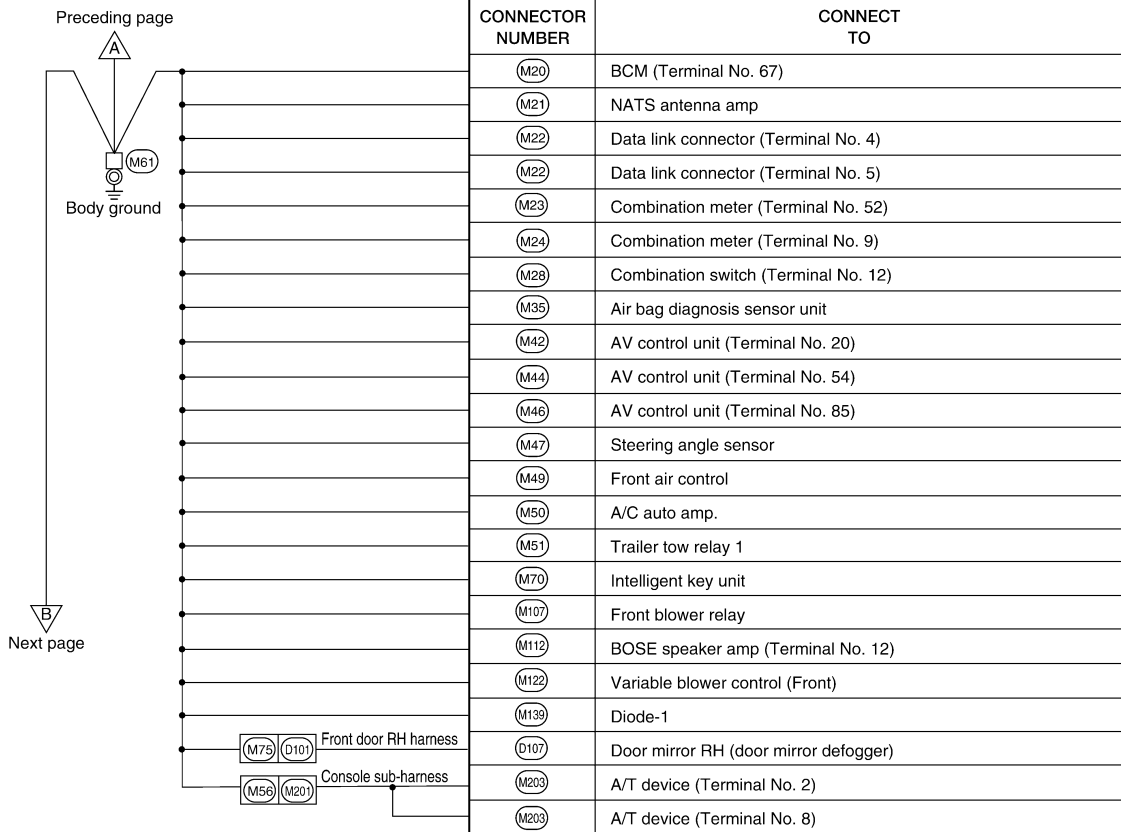 Preceding page
A
M61
Body ground
B
Next page
CONNECTOR
NUMBER
CONNECT
TO
M20 BCM (Terminal No. 67)
M21 NATS antenna amp
M22 Data link connector (Terminal No. 4)
M22 Data link connector (Terminal No. 5)
M23 Combination meter (Terminal No. 52)
M24 Combination meter (Terminal No. 9)
M28 Combination switch (Terminal No. 12)
M35 Air bag diagnosis sensor unit
M42 AV control unit (Terminal No. 20)
M44 AV control unit (Terminal No. 54)
M46 AV control unit (Terminal No. 85)
M47 Steering angle sensor
M49 Front air control
M50 A/C auto amp.
M51 Trailer tow relay 1
M70 Intelligent key unit
M107 Front blower relay
M112 BOSE speaker amp (Terminal No. 12)
M122 Variable blower control (Front)
M139 Diode-1
M75 D101 Front door RH harness D107 Door mirror RH (door mirror defogger)
M56 M201 Console sub-harness M203 A/T device (Terminal No. 2)
M203 A/T device (Terminal No. 8)